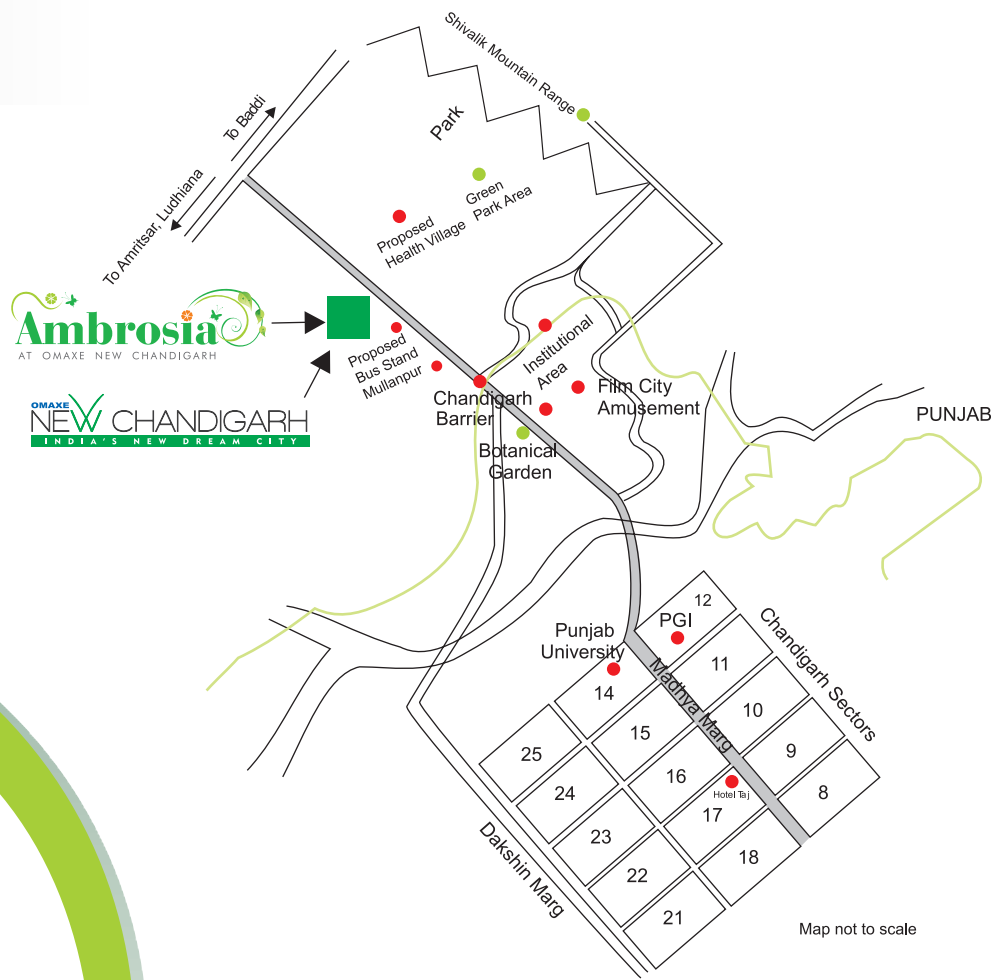 Shivalik Mountain Range
To Baddi
To Amritsar, Ludhiana
Park
Green
Park Area
Proposed
Health Village
Ambrosia
AT OMAXE NEW CHANDIGARH
OMAXE
NEW CHANDIGARH
INDIA'S NEW DREAM CITY
Proposed
Bus Stand
Mullanpur
Institutional
Area
Chandigarh
Barrier
Film City
Amusement
Botanical
Garden
PUNJAB
12
PGI
Punjab
University
11
Chandigarh Sectors
Madhya Marg
14
10
15
9
25
16
8
24
Hotel Taj
17
23
18
22
21
Dakshin Marg
Map not to scale